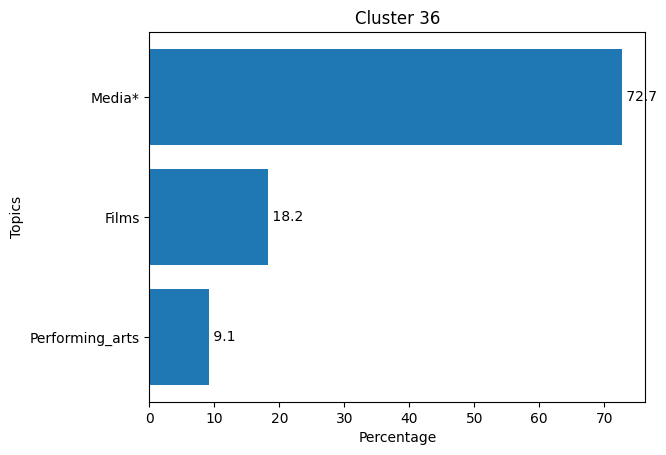 Cluster 36
Topics
Media*
72.7
Films
18.2
Performing_arts
9.1
0 10 20 30 40 50 60 70
Percentage